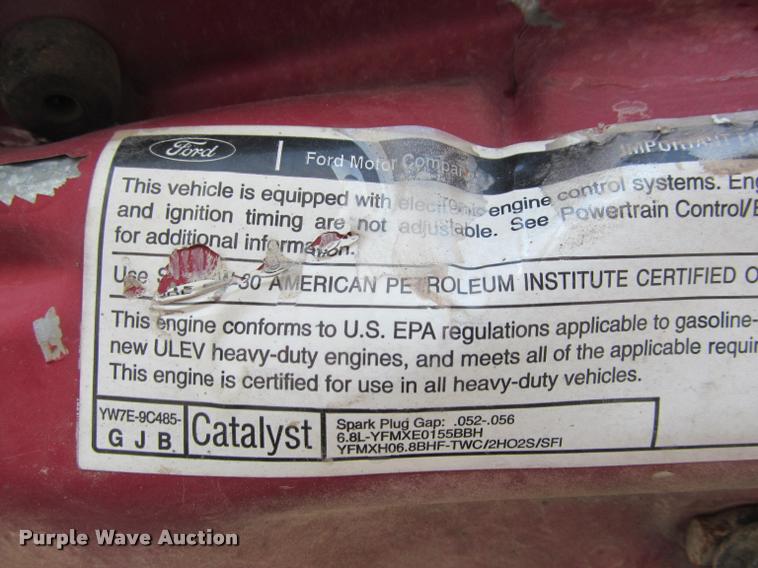 Ford
Ford Motor Company
IMPORTANT
This vehicle is equipped with electronic engine control systems. Eng
and ignition timing are not adjustable. See Powertrain Control/E
for additional information.
Use -30 AMERICAN PETROLEUM INSTITUTE CERTIFIED O
This engine conforms to U.S. EPA regulations applicable to gasoline-
new ULEV heavy-duty engines, and meets all of the applicable requir
This engine is certified for use in all heavy-duty vehicles.
YW7E-9C485-
G J B
Catalyst
Spark Plug Gap: .052-.056
6.8L-YFMXE0155BBH
YFMXH06.8BHF-TWC/2HO2S/SFI
Purple Wave Auction